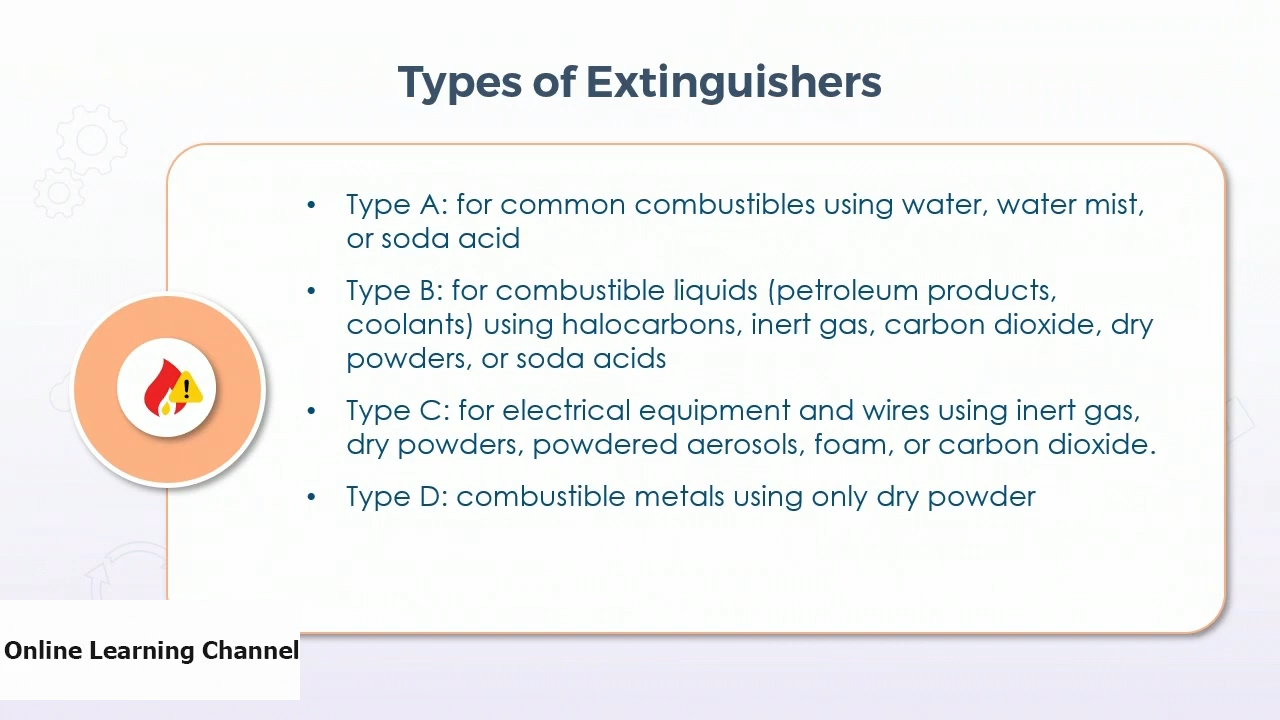 Types of Extinguishers
• Type A: for common combustibles using water, water mist,
or soda acid
• Type B: for combustible liquids (petroleum products,
coolants) using halocarbons, inert gas, carbon dioxide, dry
powders, or soda acids
• Type C: for electrical equipment and wires using inert gas,
dry powders, powdered aerosols, foam, or carbon dioxide.
• Type D: combustible metals using only dry powder
!
Online Learning Channel